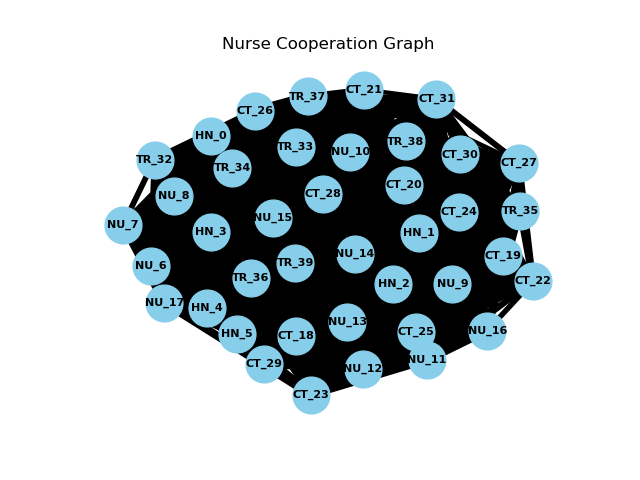 Nurse Cooperation Graph
CT_21
TR_37
CT_31
CT_26
HN_0
TR_38
TR_33
NU_10
CT_30
TR_32
CT_27
TR_34
CT_20
NU_8
CT_28
TR_35
CT_24
NU_15
NU_7
HN_3
HN_1
NU_14
CT_19
TR_39
NU_6
TR_36
CT_22
HN_2
NU_9
NU_17
HN_4
NU_13
NU_16
CT_25
HN_5
CT_18
NU_11
CT_29
NU_12
CT_23